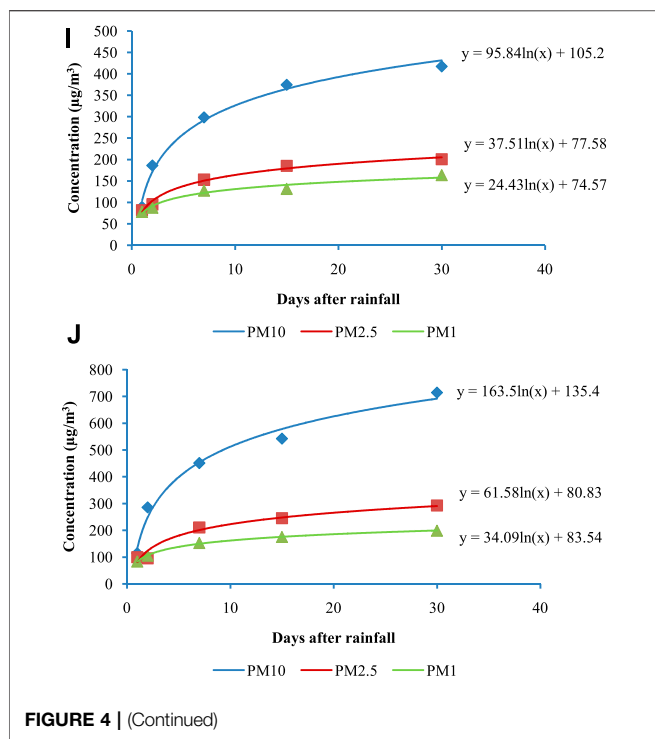 I
500
450
400
350
300
250
200
150
100
50
0
Concentration (µg/m³)
y = 95.84ln(x) + 105.2
y = 37.51ln(x) + 77.58
y = 24.43ln(x) + 74.57
0 10 20 30 40
Days after rainfall
PM10 PM2.5 PM1
J
800
700
600
500
400
300
200
100
0
Concentration (µg/m³)
y = 163.5ln(x) + 135.4
y = 61.58ln(x) + 80.83
y = 34.09ln(x) + 83.54
0 10 20 30 40
Days after rainfall
PM10 PM2.5 PM1
FIGURE 4 | (Continued)